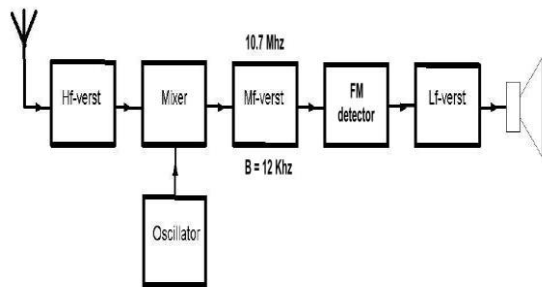 10.7 Mhz
Hf-verst
Mixer
Mf-verst
FM
detector
Lf-verst
B = 12 Khz
Oscillator